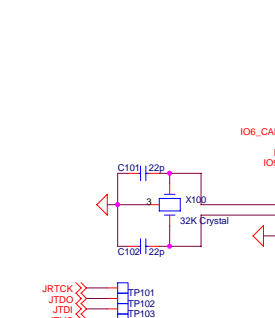 IO6_CA
IO
C101 22p
3 X100
32K Crystal
C102 22p
JRTCK
TP101
JTDO
TP102
JTDI
TP103